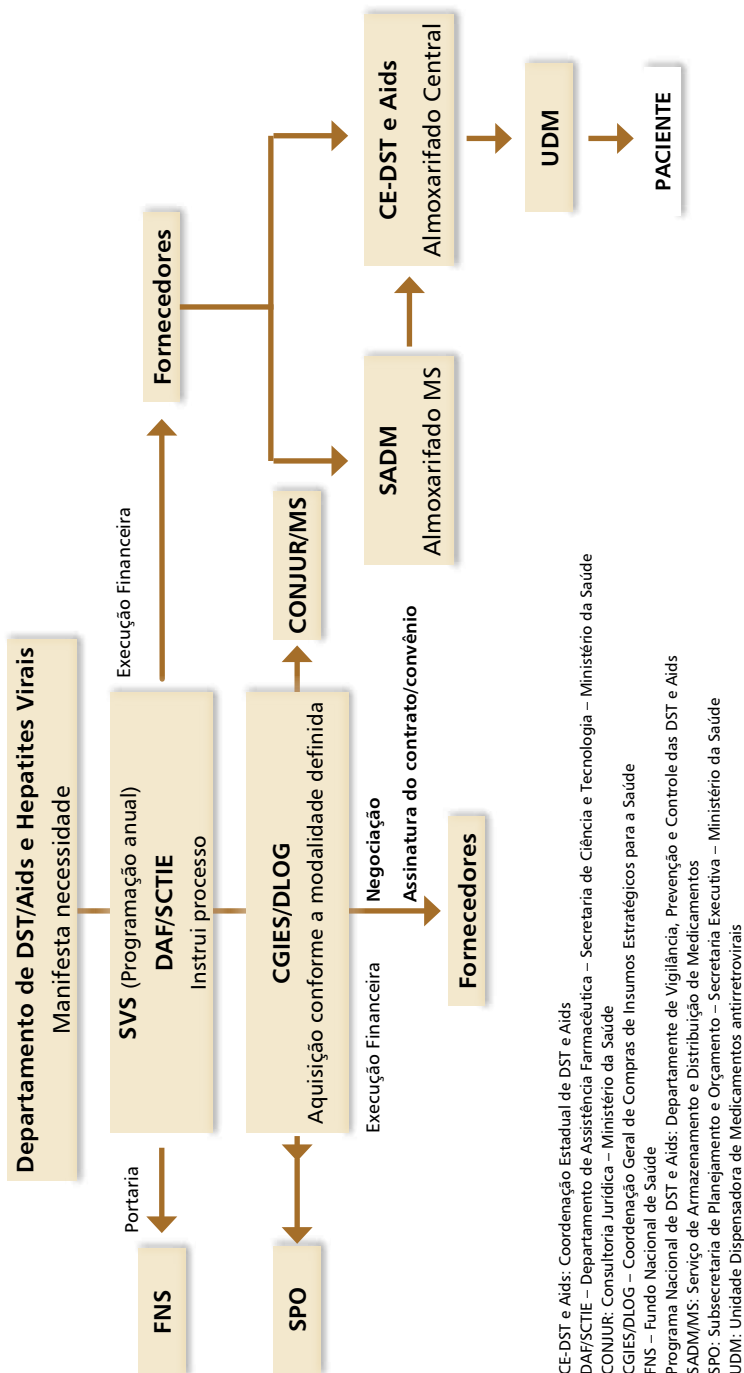 Departamento de DST/Aids e Hepatites Virais
Manifesta necessidade
Portaria
FNS
SVS (Programação anual)
DAF/SCTIE
Instrui processo
Execução Financeira
Fornecedores
SPO
CGIES/DLOG
Aquisição conforme a modalidade definida
CONJUR/MS
SADM
Almoxarifado MS
CE-DST e Aids
Almoxarifado Central
Execução Financeira
Negociação
Assinatura do contrato/convênio
Fornecedores
UDM
PACIENTE
CE-DST e Aids: Coordenação Estadual de DST e Aids
DAF/SCTIE – Departamento de Assistência Farmacêutica – Secretaria de Ciência e Tecnologia – Ministério da Saúde
CONJUR: Consultoria Jurídica – Ministério da Saúde
CGIES/DLOG – Coordenação Geral de Compras de Insumos Estratégicos para a Saúde
FNS – Fundo Nacional de Saúde
Programa Nacional de DST e Aids: Departamente de Vigilância, Prevenção e Controle das DST e Aids
SADM/MS: Serviço de Armazenamento e Distribuição de Medicamentos
SPO: Subsecretaria de Planejamento e Orçamento – Secretaria Executiva – Ministério da Saúde
UDM: Unidade Dispensadora de Medicamentos antirretrovirais